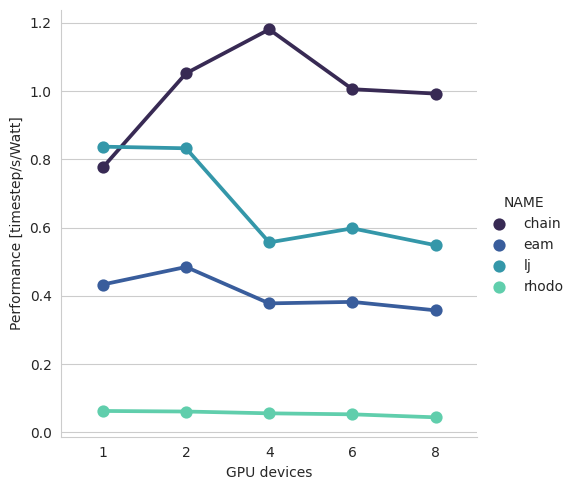 1.2
1.0
0.8
0.6
0.4
0.2
0.0
Performance [timestep/s/Watt]
1 2 4 6 8
GPU devices
NAME
chain
eam
lj
rhodo